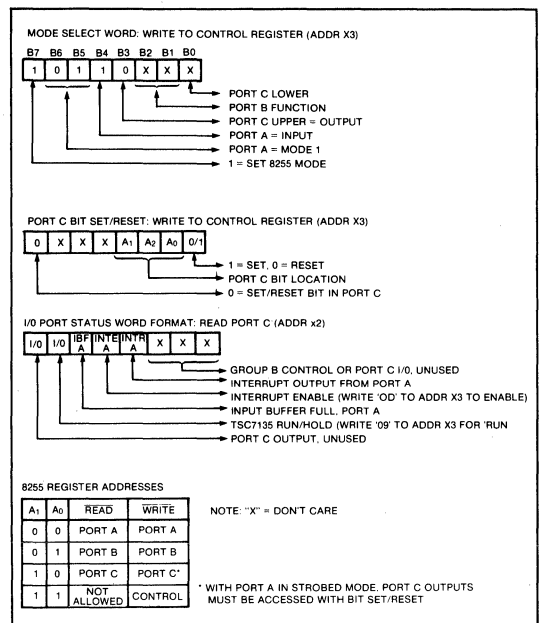 MODE SELECT WORD: WRITE TO CONTROL REGISTER (ADDR X3)
B7 B6 B5 B4 B3 B2 B1 B0
1 0 1 1 0 X X X
PORT C LOWER
PORT B FUNCTION
PORT C UPPER = OUTPUT
PORT A = INPUT
PORT A = MODE 1
1 = SET 8255 MODE
PORT C BIT SET/RESET: WRITE TO CONTROL REGISTER (ADDR X3)
0 X X X A1 A2 A0 0/1
1 = SET, 0 = RESET
PORT C BIT LOCATION
0 = SET/RESET BIT IN PORT C
I/0 PORT STATUS WORD FORMAT: READ PORT C (ADDR x2)
I/0 I/0 IBF A INTE A INTR A X X X
GROUP B CONTROL OR PORT C I/0, UNUSED
INTERRUPT OUTPUT FROM PORT A
INTERRUPT ENABLE (WRITE 'OD' TO ADDR X3 TO ENABLE)
INPUT BUFFER FULL, PORT A
TSC7135 RUN/HOLD (WRITE '09' TO ADDR X3 FOR 'RUN
PORT C OUTPUT, UNUSED
8255 REGISTER ADDRESSES
A1 A0 READ WRITE
NOTE: "X" = DON'T CARE
0 0 PORT A PORT A
0 1 PORT B PORT B
1 0 PORT C PORT C*
1 1 NOT ALLOWED CONTROL
* WITH PORT A IN STROBED MODE, PORT C OUTPUTS
MUST BE ACCESSED WITH BIT SET/RESET